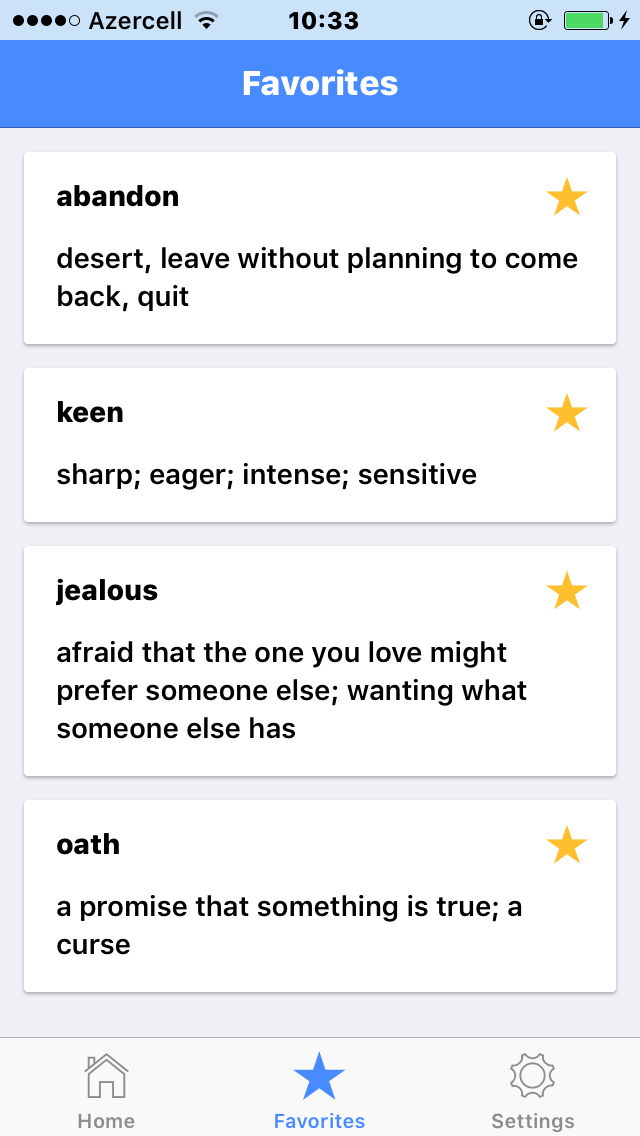 Azercell 10:33
Favorites
abandon
desert, leave without planning to come
back, quit
keen
sharp; eager; intense; sensitive
jealous
afraid that the one you love might
prefer someone else; wanting what
someone else has
oath
a promise that something is true; a
curse
Home Favorites Settings